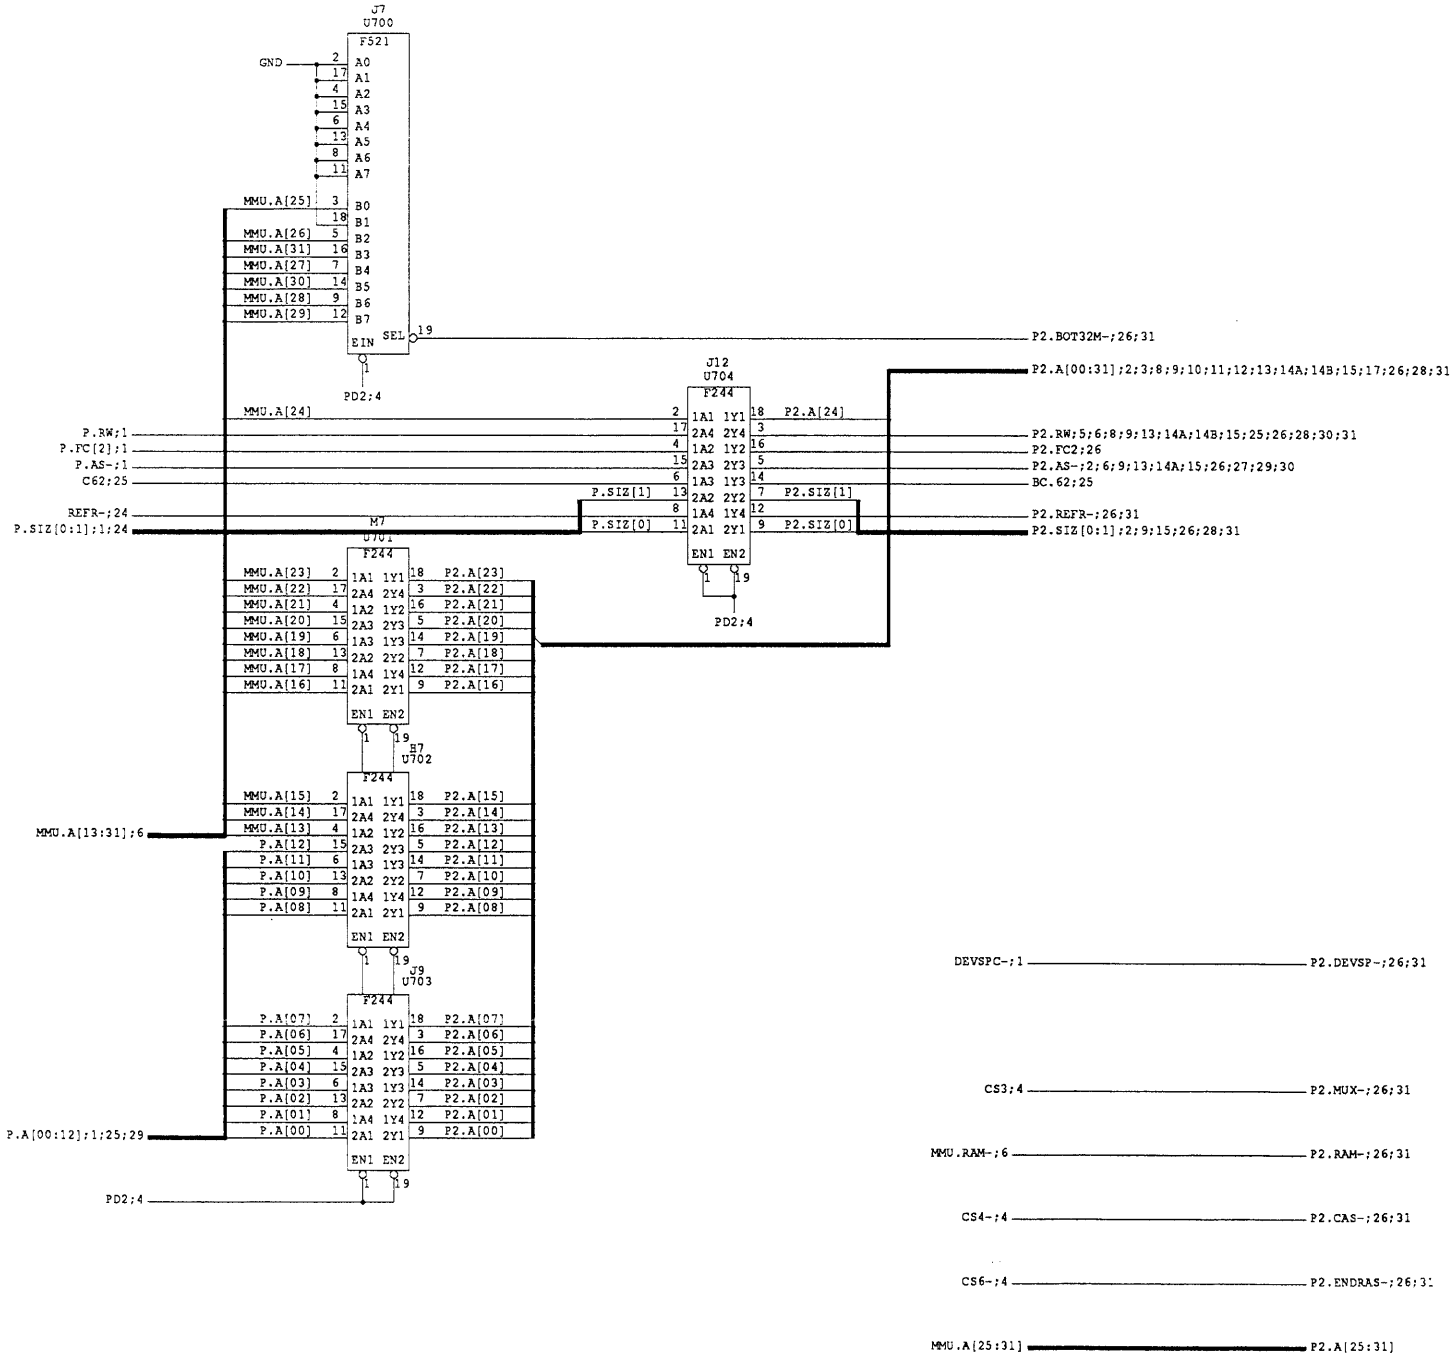 J7
U700
F521
GND 2 A0
17 A1
4 A2
15 A3
6 A4
13 A5
8 A6
11 A7
MMU.A[25] 3 B0
18 B1
MMU.A[26] 5 B2
MMU.A[31] 16 B3
MMU.A[27] 7 B4
MMU.A[30] 14 B5
MMU.A[28] 9 B6
MMU.A[29] 12 B7
SEL 19 P2.BOT32M-;26;31
EIN
1
PD2;4
P2.A[00:31];2;3;8;9;10;11;12;13;14A;14B;15;17;26;28;31
J12
U704
F244
MMU.A[24] 2 1A1 1Y1 18 P2.A[24]
P.RW;1 17 2A4 2Y4 3 P2.RW;5;6;8;9;13;14A;14B;15;25;26;28;30;31
P.FC[2];1 4 1A2 1Y2 16 P2.FC2;26
P.AS-;1 15 2A3 2Y3 5 P2.AS-;2;6;9;13;14A;15;26;27;29;30
C62;25 6 1A3 1Y3 14 BC.62;25
P.SIZ[1] 13 2A2 2Y2 7 P2.SIZ[1]
REFR-;24 8 1A4 1Y4 12 P2.REFR-;26;31
P.SIZ[0:1];1;24 P.SIZ[0] 11 2A1 2Y1 9 P2.SIZ[0] P2.SIZ[0:1];2;9;15;26;28;31
EN1 EN2
1 19
PD2;4
M7
U701
F244
MMU.A[23] 2 1A1 1Y1 18 P2.A[23]
MMU.A[22] 17 2A4 2Y4 3 P2.A[22]
MMU.A[21] 4 1A2 1Y2 16 P2.A[21]
MMU.A[20] 15 2A3 2Y3 5 P2.A[20]
MMU.A[19] 6 1A3 1Y3 14 P2.A[19]
MMU.A[18] 13 2A2 2Y2 7 P2.A[18]
MMU.A[17] 8 1A4 1Y4 12 P2.A[17]
MMU.A[16] 11 2A1 2Y1 9 P2.A[16]
EN1 EN2
1 19
H7
U702
F244
MMU.A[15] 2 1A1 1Y1 18 P2.A[15]
MMU.A[14] 17 2A4 2Y4 3 P2.A[14]
MMU.A[13] 4 1A2 1Y2 16 P2.A[13]
MMU.A[13:31];6
P.A[12] 15 2A3 2Y3 5 P2.A[12]
P.A[11] 6 1A3 1Y3 14 P2.A[11]
P.A[10] 13 2A2 2Y2 7 P2.A[10]
P.A[09] 8 1A4 1Y4 12 P2.A[09]
P.A[08] 11 2A1 2Y1 9 P2.A[08]
EN1 EN2
1 19
J9
U703
F244
P.A[07] 2 1A1 1Y1 18 P2.A[07]
P.A[06] 17 2A4 2Y4 3 P2.A[06]
P.A[05] 4 1A2 1Y2 16 P2.A[05]
P.A[04] 15 2A3 2Y3 5 P2.A[04]
P.A[03] 6 1A3 1Y3 14 P2.A[03]
P.A[02] 13 2A2 2Y2 7 P2.A[02]
P.A[01] 8 1A4 1Y4 12 P2.A[01]
P.A[00:12];1;25;29 P.A[00] 11 2A1 2Y1 9 P2.A[00]
EN1 EN2
1 19
PD2;4
DEVSPC-;1 P2.DEVSP-;26;31
CS3;4 P2.MUX-;26;31
MMU.RAM-;6 P2.RAM-;26;31
CS4-;4 P2.CAS-;26;31
CS6-;4 P2.ENDRAS-;26;31
MMU.A[25:31] P2.A[25:31]